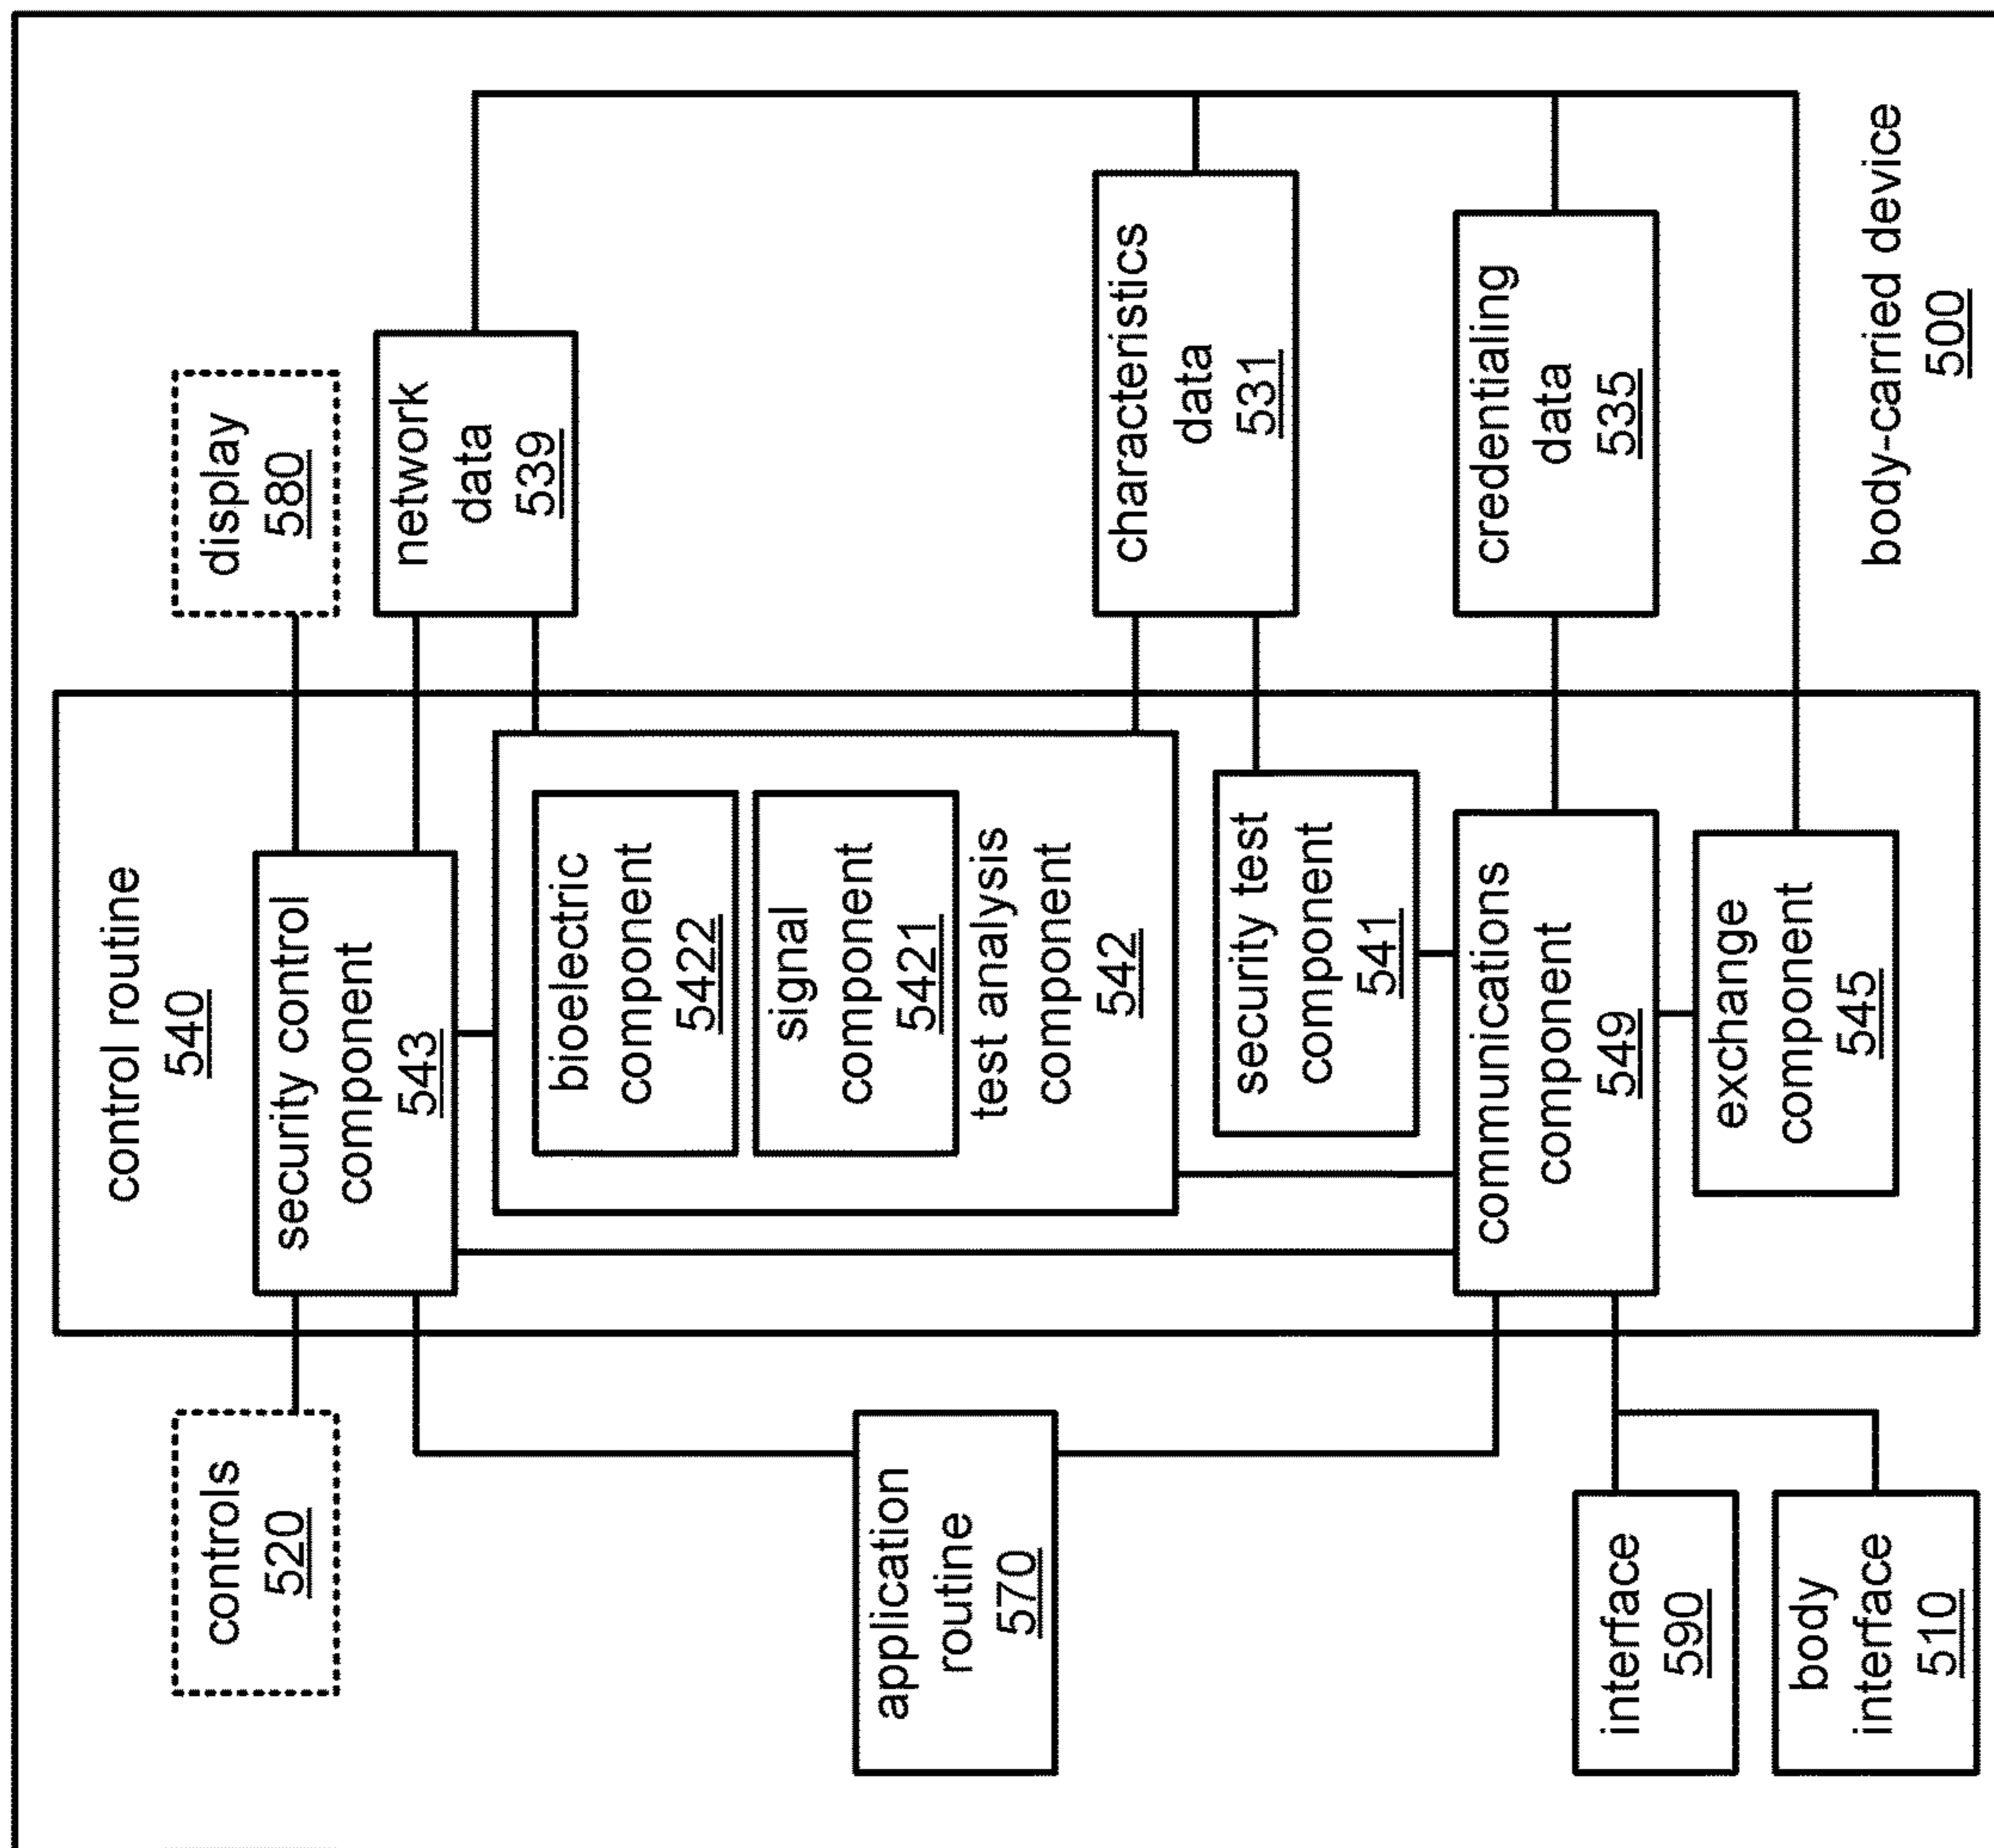 controls
520
control routine
540
display
580
security control
component
543
network
data
539
bioelectric
component
5422
signal
component
5421
test analysis
component
542
application
routine
570
characteristics
data
531
security test
component
541
communications
component
549
credentialing
data
535
interface
590
exchange
component
545
body
interface
510
body-carried device
500